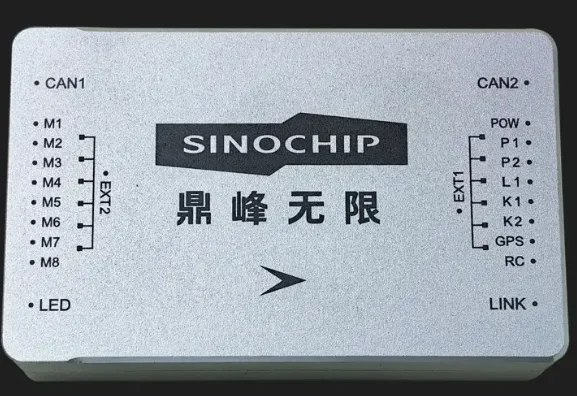 • CAN1
CAN2 •
• M1
• M2
• M3
• M4
• M5
• M6
• M7
• M8
• EXT2
SINOCHIP
鼎峰无限
• EXT1
POW •
P1 •
P2 •
L1 •
K1 •
K2 •
GPS •
RC •
• LED
LINK •